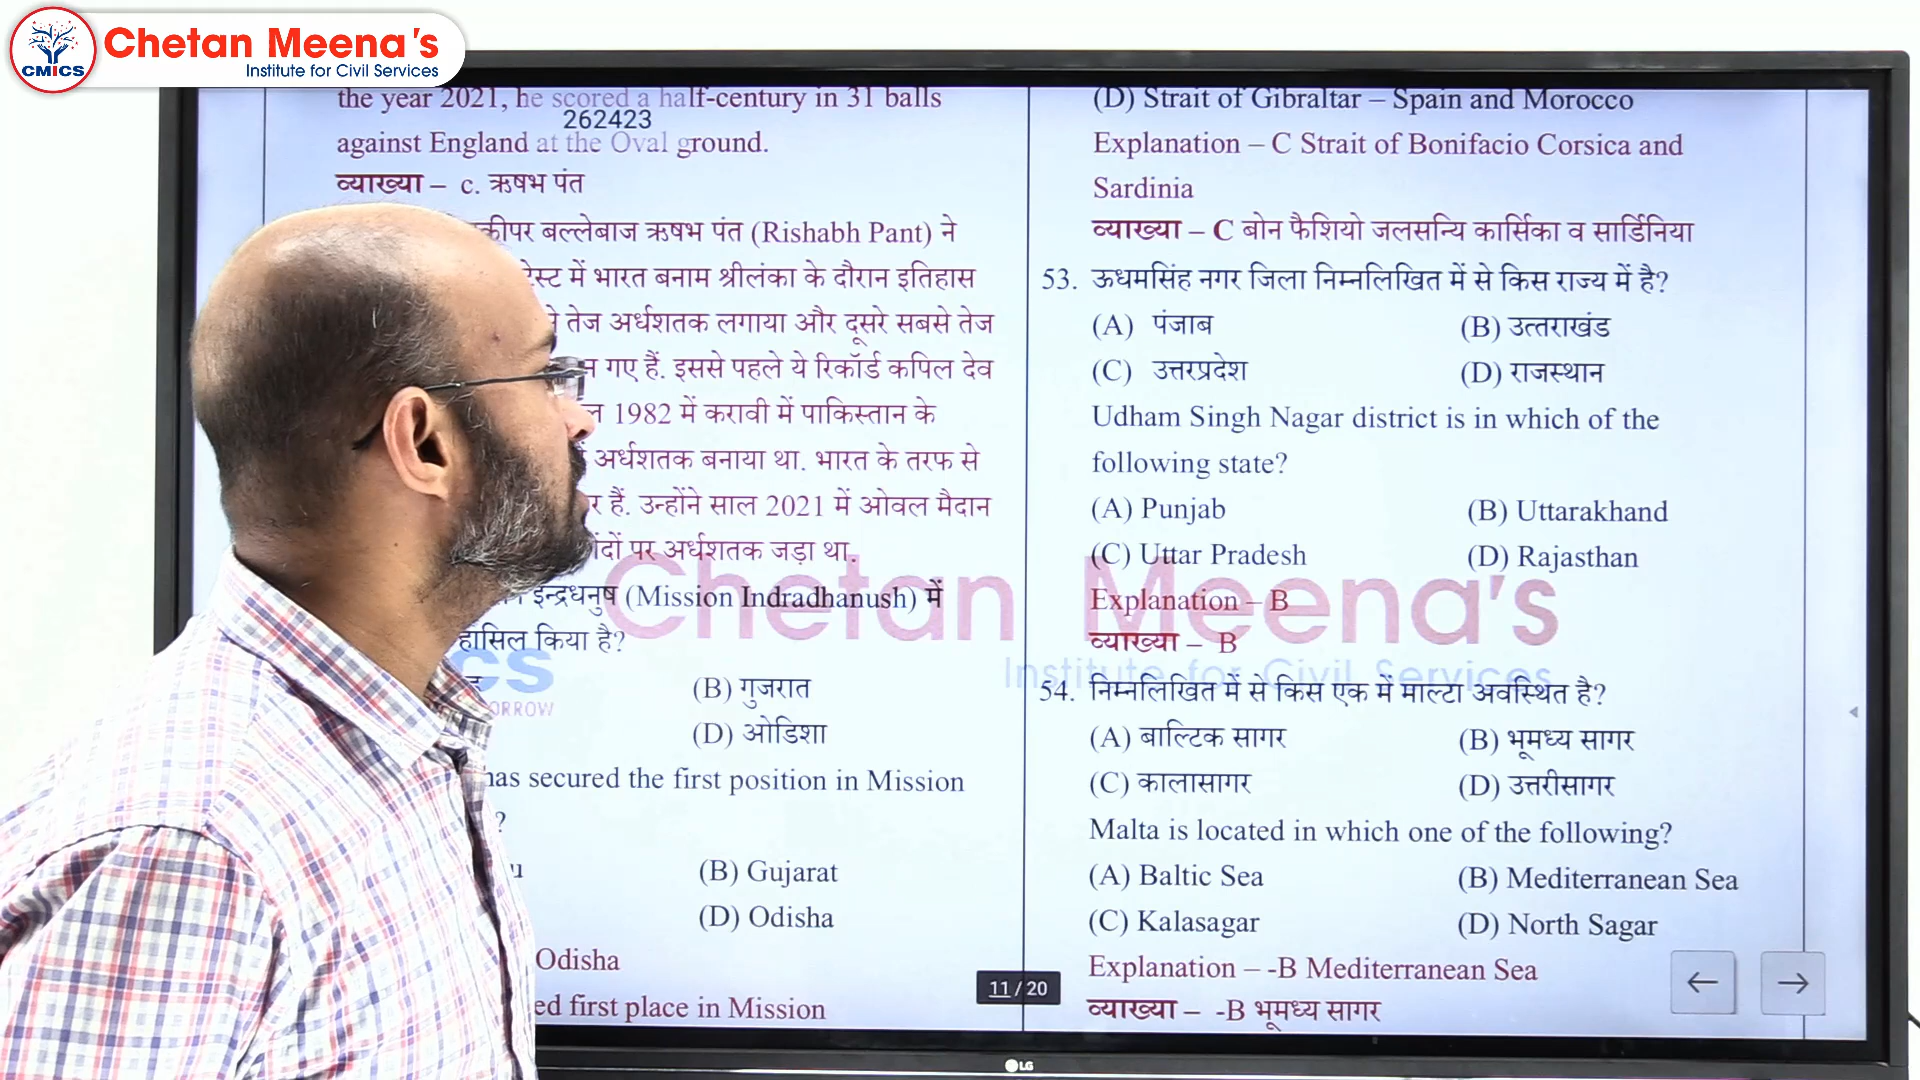 Chetan Meena's
Institute for Civil Services
CMICS
the year 2021, he scored a half-century in 31 balls
262423
against England at the Oval ground.
व्याख्या – c. ऋषभ पंत
कीपर बल्लेबाज ऋषभ पंत (Rishabh Pant) ने
टेस्ट में भारत बनाम श्रीलंका के दौरान इतिहास
तेज अर्धशतक लगाया और दूसरे सबसे तेज
गए हैं. इससे पहले ये रिकॉर्ड कपिल देव
1982 में करावी में पाकिस्तान के
अर्धशतक बनाया था. भारत के तरफ से
हैं. उन्होंने साल 2021 में ओवल मैदान
पर अर्धशतक जड़ा था.
इन्द्रधनुष (Mission Indradhanush) में
हासिल किया है?
(B) गुजरात
(D) ओडिशा
has secured the first position in Mission
?
(B) Gujarat
(D) Odisha
Odisha
ed first place in Mission
(D) Strait of Gibraltar – Spain and Morocco
Explanation – C Strait of Bonifacio Corsica and
Sardinia
व्याख्या – C बोन फैशियो जलसन्धि कार्सिका व सार्डिनिया
53. ऊधमसिंह नगर जिला निम्नलिखित में से किस राज्य में है?
(A) पंजाब (B) उत्तराखंड
(C) उत्तरप्रदेश (D) राजस्थान
Udham Singh Nagar district is in which of the
following state?
(A) Punjab (B) Uttarakhand
(C) Uttar Pradesh (D) Rajasthan
Explanation – B
व्याख्या – B
54. निम्नलिखित में से किस एक में माल्टा अवस्थित है?
(A) बाल्टिक सागर (B) भूमध्य सागर
(C) कालासागर (D) उत्तरीसागर
Malta is located in which one of the following?
(A) Baltic Sea (B) Mediterranean Sea
(C) Kalasagar (D) North Sagar
Explanation – -B Mediterranean Sea
व्याख्या – -B भूमध्य सागर
Chetan Meena's
Institute for Civil Services
CS
ORROW
11 / 20
LG